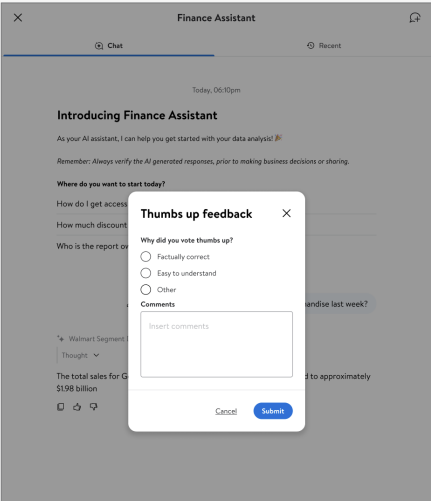 Finance Assistant
Chat
Recent
Today, 06:10pm
Introducing Finance Assistant
As your AI assistant, I can help you get started with your data analysis! 🎉
Remember: Always verify the AI generated responses, prior to making business decisions or sharing.
Where do you want to start today?
How do I get access
How much discount
Who is the report ow
andise last week?
Walmart Segment
Thought
The total sales for G
d to approximately
$1.98 billion
Thumbs up feedback
Why did you vote thumbs up?
Factually correct
Easy to understand
Other
Comments
Insert comments
Cancel
Submit